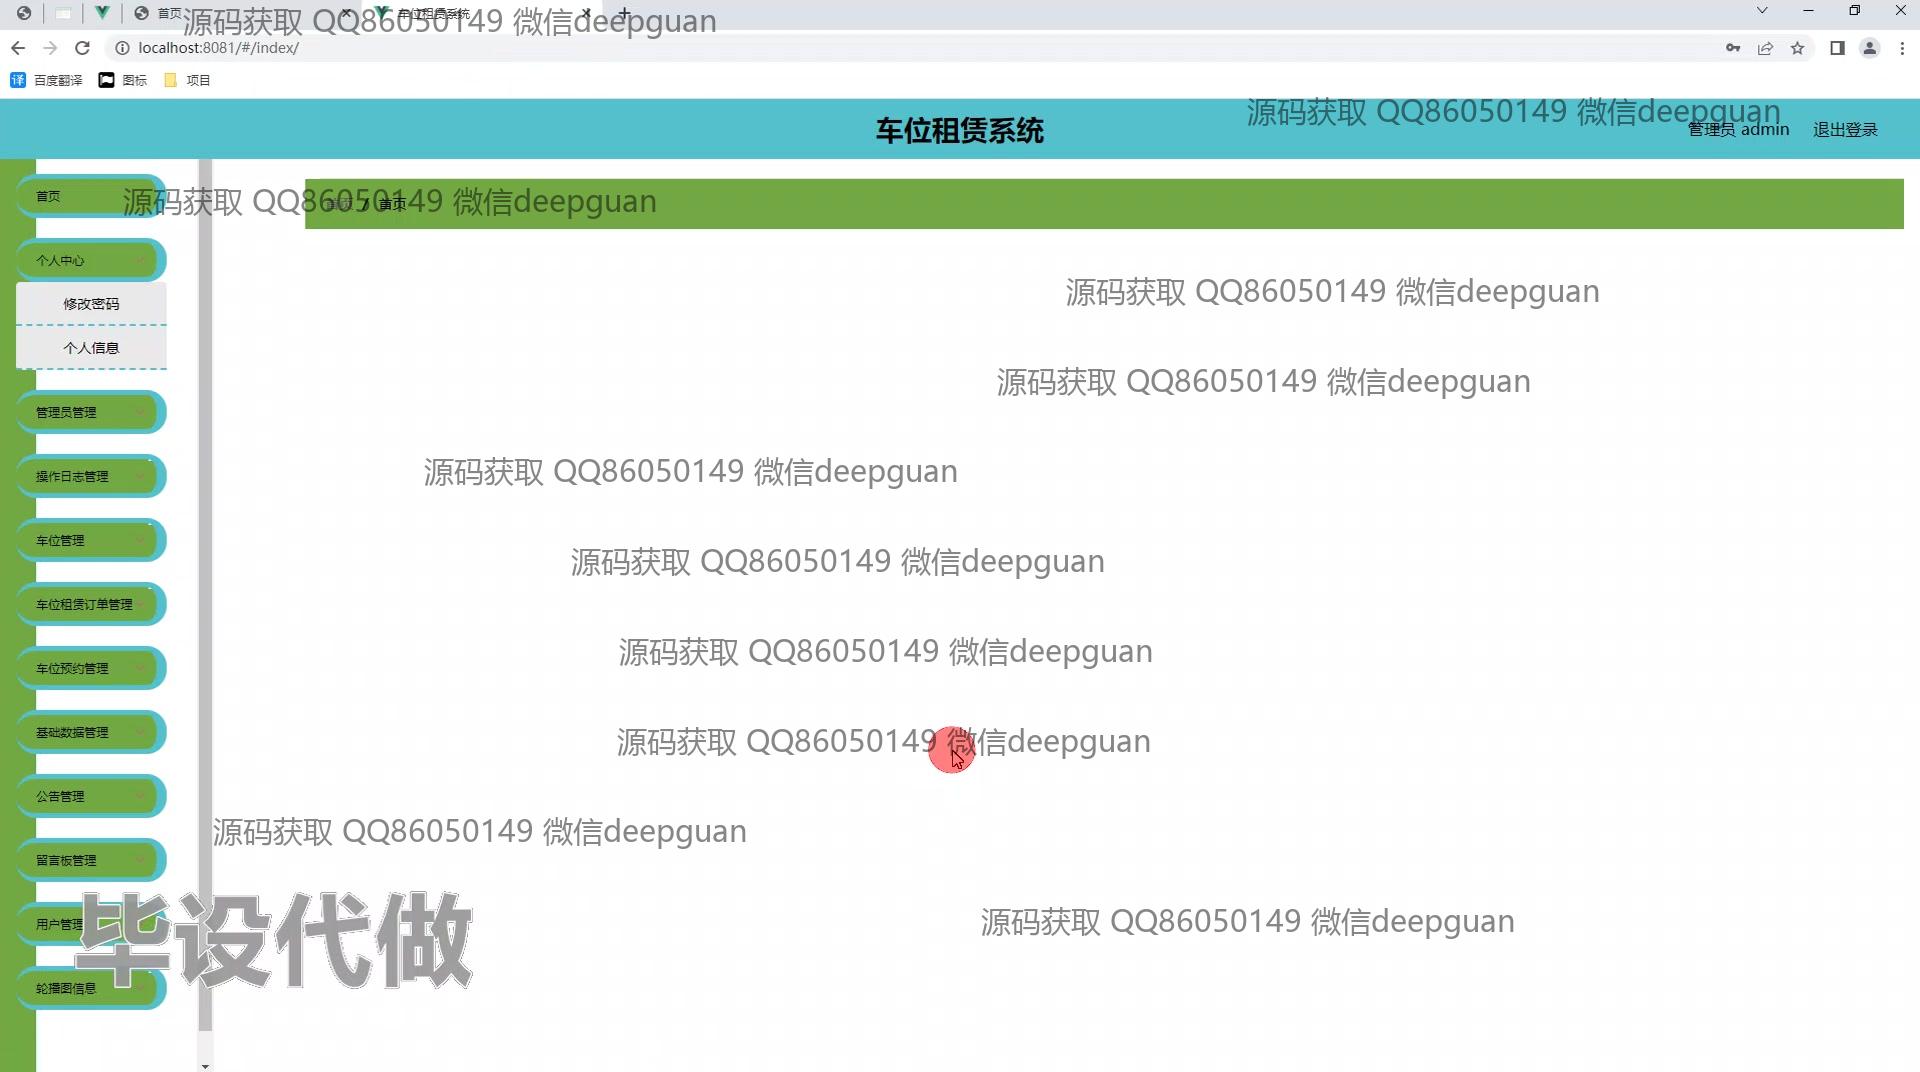 首页
车位租赁系统
源码获取 QQ86050149 微信deepguan
localhost:8081/#/index/
百度翻译 图标 项目
源码获取 QQ86050149 微信deepguan
车位租赁系统
管理员 admin 退出登录
首页
源码获取 QQ86050149 微信deepguan
首页 / 首页
个人中心
修改密码
个人信息
源码获取 QQ86050149 微信deepguan
源码获取 QQ86050149 微信deepguan
管理员管理
操作日志管理
源码获取 QQ86050149 微信deepguan
车位管理
源码获取 QQ86050149 微信deepguan
车位租赁订单管理
车位预约管理
源码获取 QQ86050149 微信deepguan
基础数据管理
源码获取 QQ86050149 微信deepguan
公告管理
源码获取 QQ86050149 微信deepguan
留言板管理
用户管理
源码获取 QQ86050149 微信deepguan
毕设代做
轮播图信息